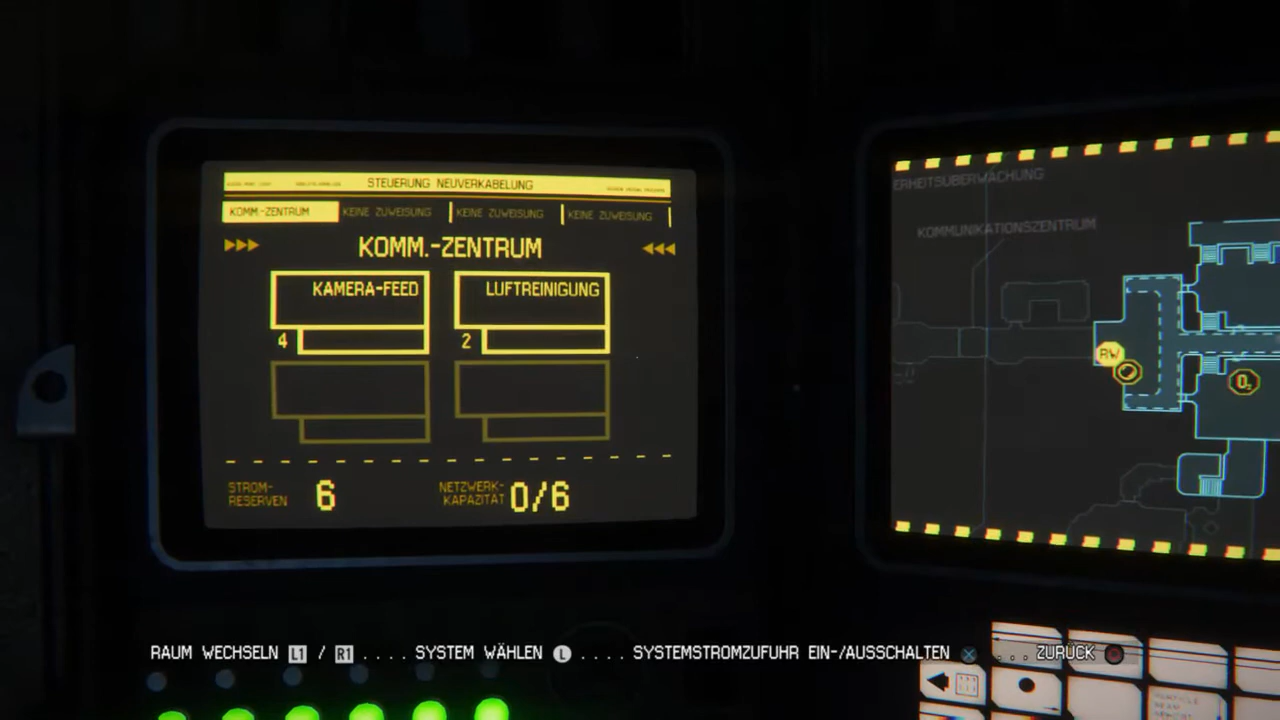 STEUERUNG NEUVERKABELUNG
KOMM.-ZENTRUM KEINE ZUWEISUNG KEINE ZUWEISUNG KEINE ZUWEISUNG
KOMM.-ZENTRUM
KAMERA-FEED
4
LUFTREINIGUNG
2
STROM-
RESERVEN 6
NETZWERK-
KAPAZITÄT 0/6
ERHEITSÜBERWACHUNG
KOMMUNIKATIONSZENTRUM
RW
O₂
RAUM WECHSELN L1 / R1 .... SYSTEM WÄHLEN L .... SYSTEMSTROMZUFUHR EIN-/AUSSCHALTEN ... ZURÜCK